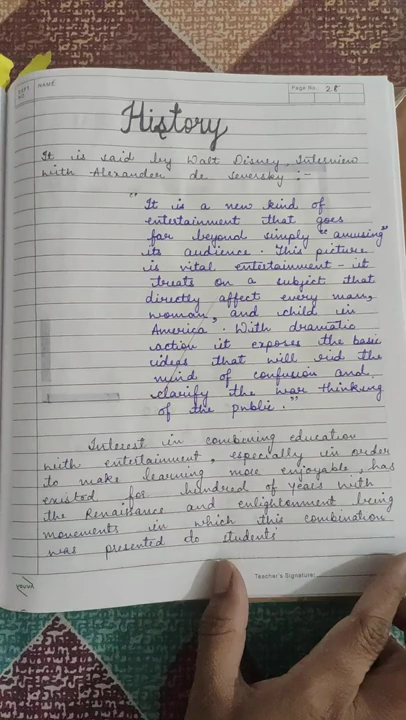 NAME
Page No. 28
History
It is said by Walt Disney, Interview
with Alexander de Seversky :-
" It is a new kind of
entertainment that goes
far beyond simply "amusing"
its audience. This picture
is vital entertainment - it
treats on a subject that
directly affect every man,
woman, and child in
America. With dramatic
action it exposes the basic
ideas that will rid the
mind of confusion and
clarify the war thinking
of the public."
Interest in combining education
with entertainment, especially in order
to make learning more enjoyable, has
existed for hundred of years with
the Renaissance and enlightonment being
movements in which this combination
was presented to students
Teacher's Signature: